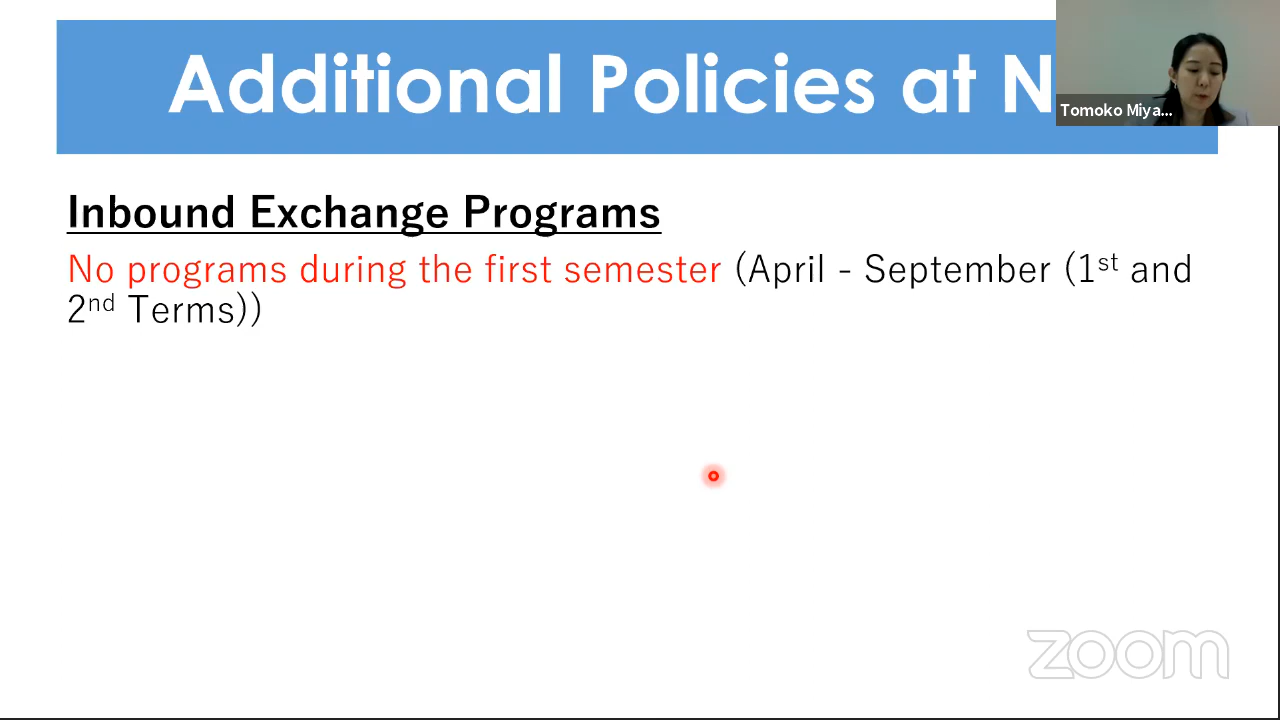 Additional Policies at N
Tomoko Miya...
Inbound Exchange Programs
No programs during the first semester (April - September (1st and
2nd Terms))
zoom